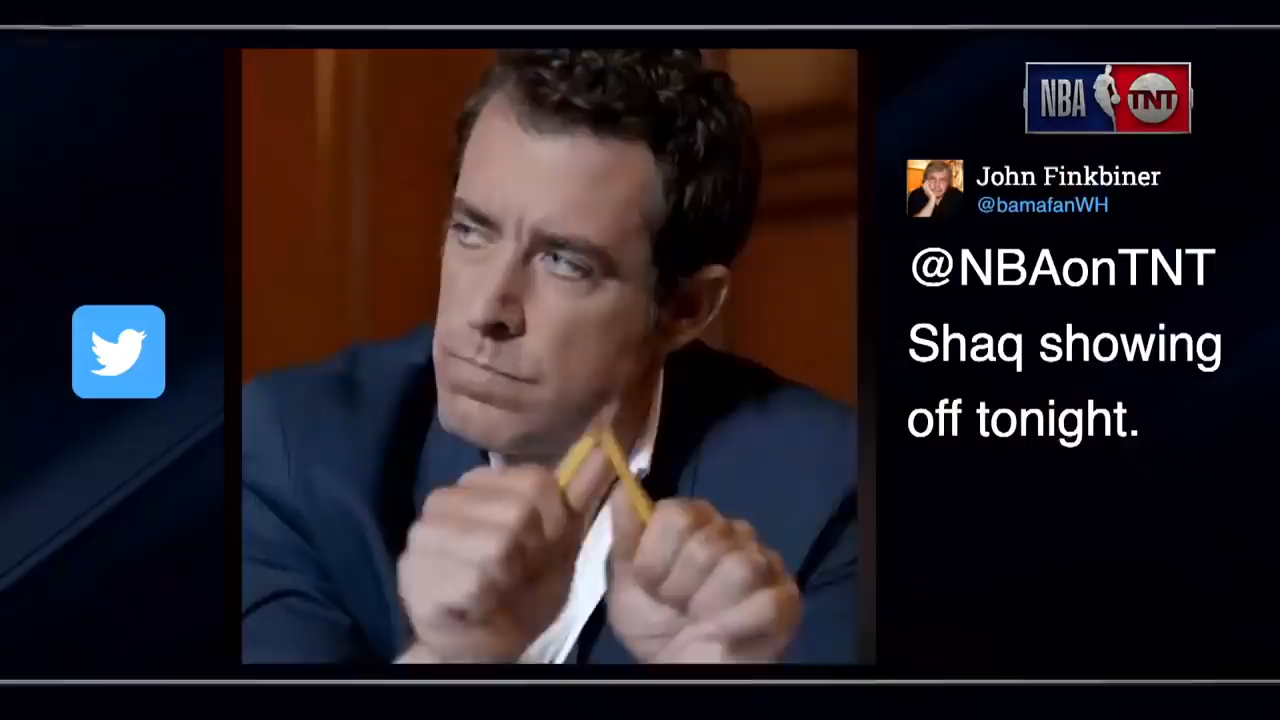 NBA TNT
John Finkbiner
@bamafanWH
@NBAonTNT
Shaq showing
off tonight.